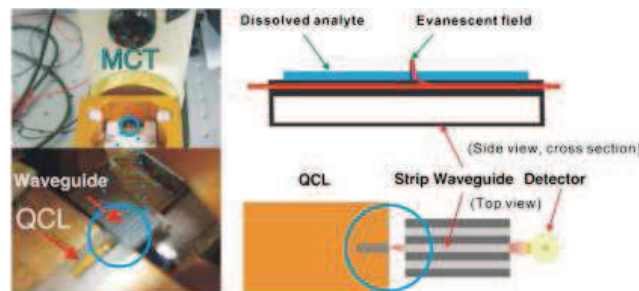 MCT
Dissolved analyte
Evanescent field
(Side view, cross section)
Waveguide
QCL
QCL
Strip Waveguide
Detector
(Top view)